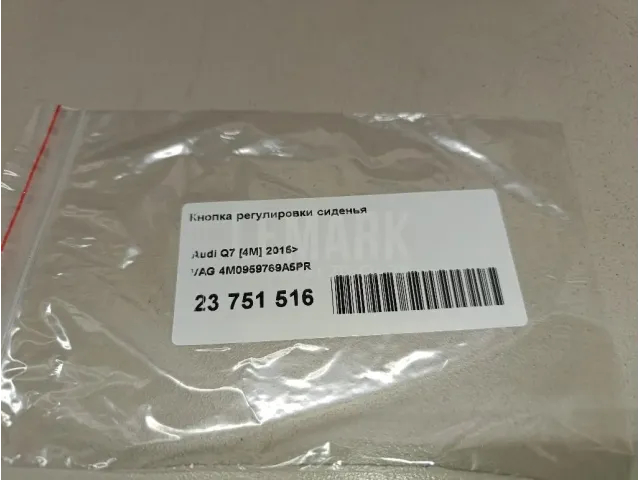 Кнопка регулировки сиденья
Audi Q7 [4M] 2015>
VAG 4M0959769A5PR
23 751 516